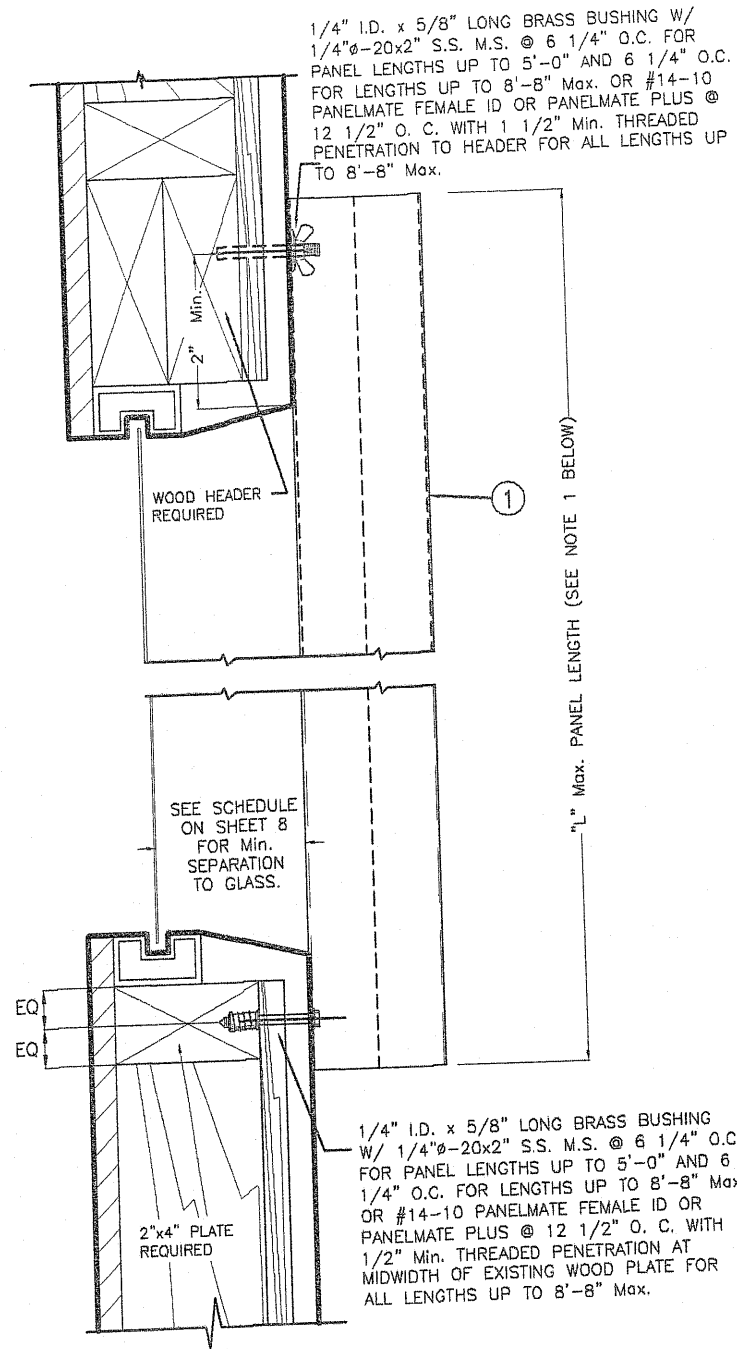 1/4" I.D. x 5/8" LONG BRASS BUSHING W/
1/4"ø-20x2" S.S. M.S. @ 6 1/4" O.C. FOR
PANEL LENGTHS UP TO 5'-0" AND 6 1/4" O.C.
FOR LENGTHS UP TO 8'-8" Max. OR #14-10
PANELMATE FEMALE ID OR PANELMATE PLUS @
12 1/2" O. C. WITH 1 1/2" Min. THREADED
PENETRATION TO HEADER FOR ALL LENGTHS UP
TO 8'-8" Max.
2" Min.
WOOD HEADER
REQUIRED
1
"L" Max. PANEL LENGTH (SEE NOTE 1 BELOW)
SEE SCHEDULE
ON SHEET 8
FOR Min.
SEPARATION
TO GLASS.
EQ
EQ
2"x4" PLATE
REQUIRED
1/4" I.D. x 5/8" LONG BRASS BUSHING
W/ 1/4"ø-20x2" S.S. M.S. @ 6 1/4" O.C
FOR PANEL LENGTHS UP TO 5'-0" AND 6
1/4" O.C. FOR LENGTHS UP TO 8'-8" Max
OR #14-10 PANELMATE FEMALE ID OR
PANELMATE PLUS @ 12 1/2" O. C. WITH
1/2" Min. THREADED PENETRATION AT
MIDWIDTH OF EXISTING WOOD PLATE FOR
ALL LENGTHS UP TO 8'-8" Max.